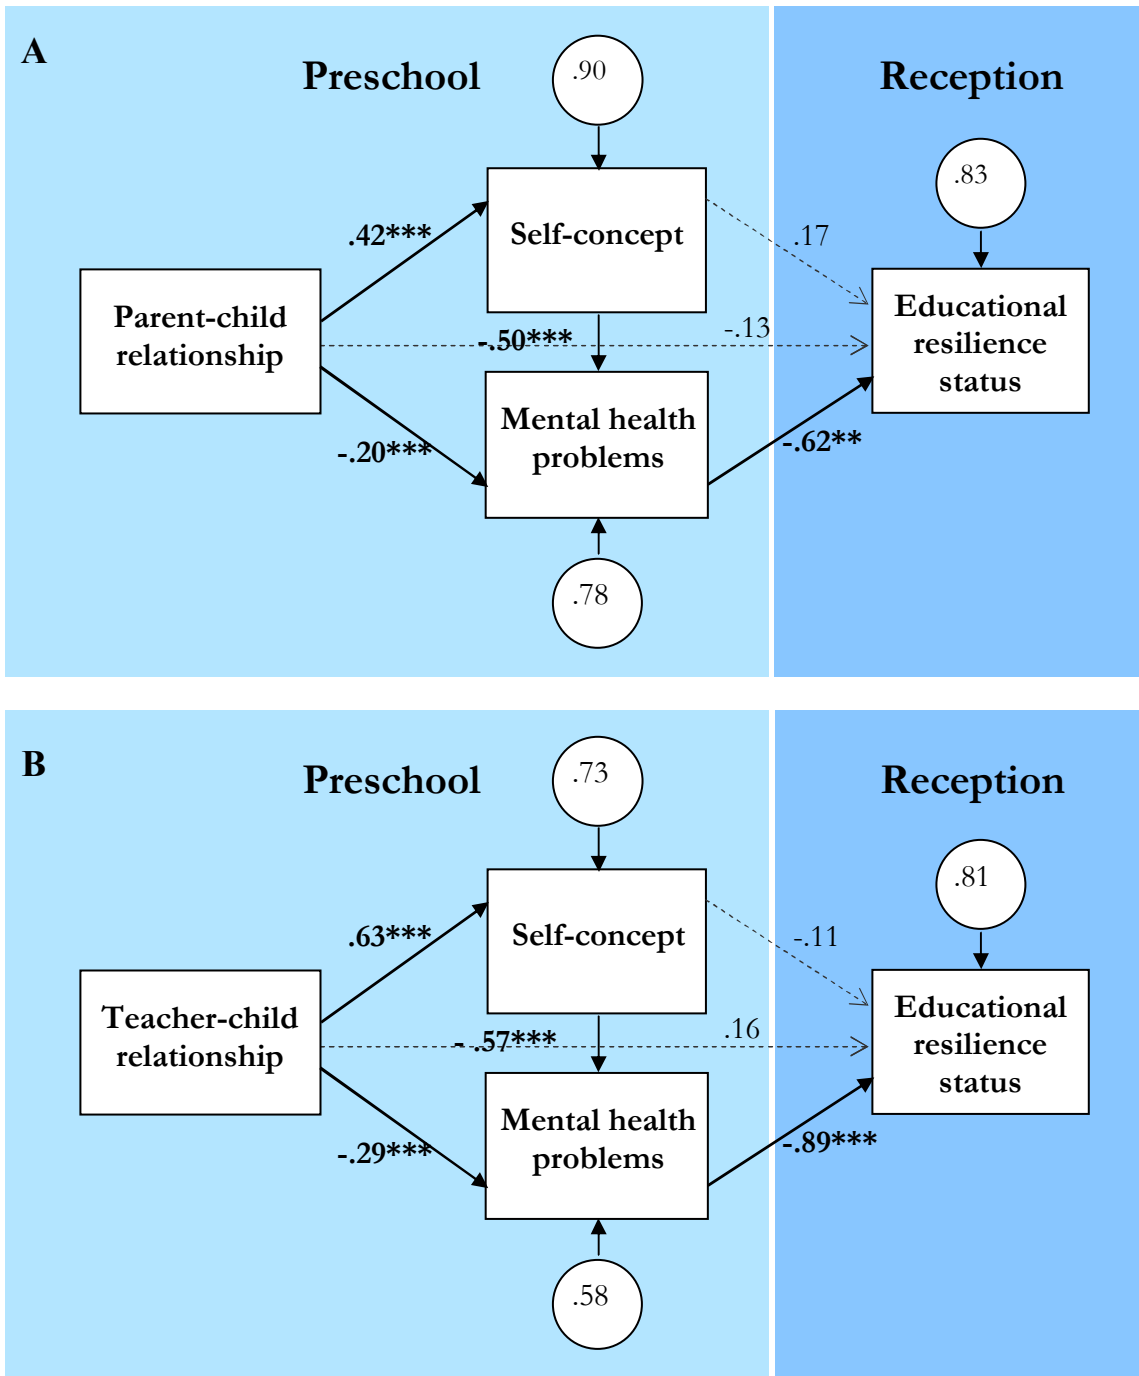 A
Preschool
.90
Reception
.83
Self-concept
.42***
.17
Parent-child
relationship
Educational
resilience
status
-.50***
-.13
Mental health
problems
-.20***
-.62**
.78
B
Preschool
.73
Reception
.81
Self-concept
.63***
-.11
Teacher-child
relationship
Educational
resilience
status
- .57***
.16
Mental health
problems
-.29***
-.89***
.58